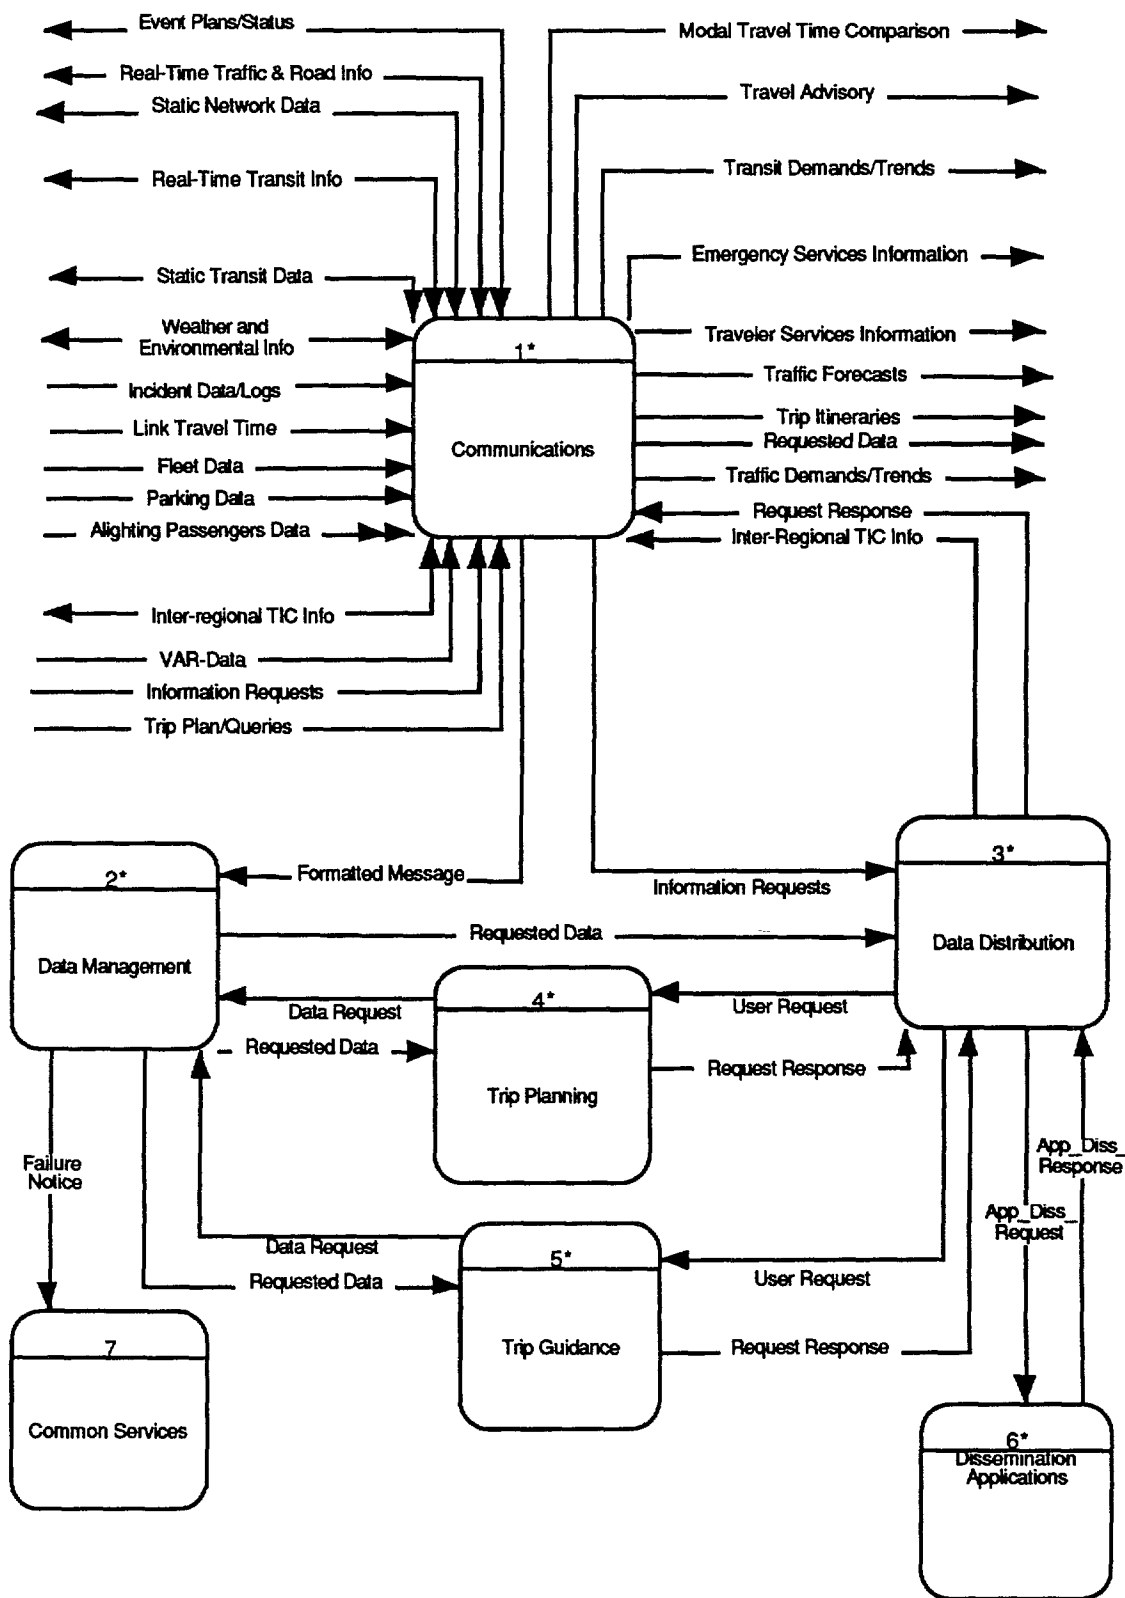 Event Plans/Status
Modal Travel Time Comparison
Real-Time Traffic & Road Info
Travel Advisory
Static Network Data
Transit Demands/Trends
Real-Time Transit Info
Emergency Services Information
Static Transit Data
Weather and
Environmental Info
Traveler Services Information
1*
Traffic Forecasts
Incident Data/Logs
Trip Itineraries
Link Travel Time
Requested Data
Communications
Fleet Data
Traffic Demands/Trends
Parking Data
Request Response
Alighting Passengers Data
Inter-Regional TIC Info
Inter-regional TIC Info
VAR-Data
Information Requests
Trip Plan/Queries
3*
2*
Formatted Message
Information Requests
Requested Data
Data Distribution
Data Management
4*
Data Request
User Request
Requested Data
Request Response
Trip Planning
App_Diss_
Response
Failure
Notice
App_Diss_
Request
Data Request
5*
Requested Data
User Request
7
Trip Guidance
Request Response
Common Services
6*
Dissemination
Applications